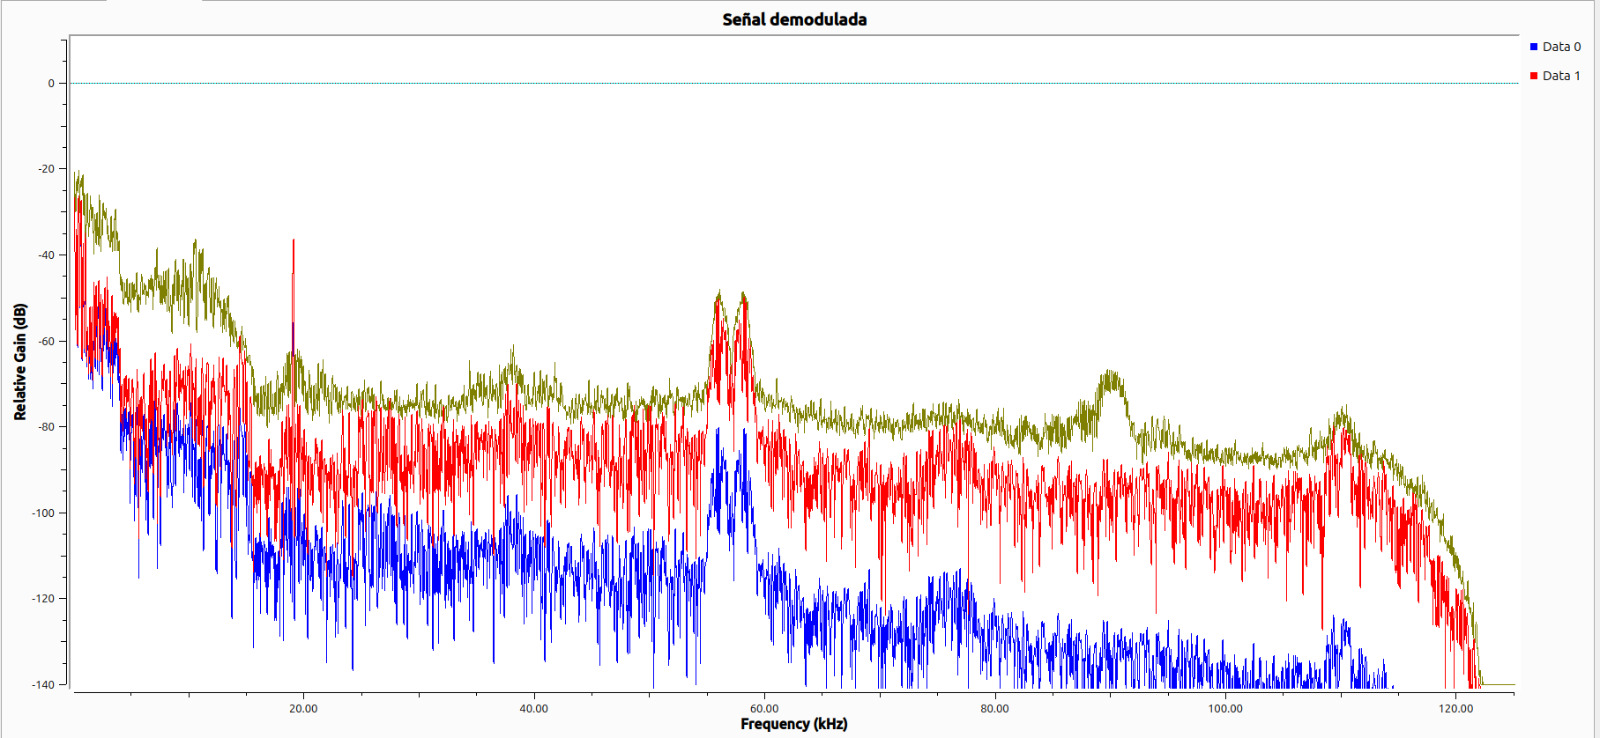 Señal demodulada
Data 0
Data 1
0
-20
-40
-60
-80
-100
-120
-140
Relative Gain (dB)
20.00
40.00
60.00
80.00
100.00
120.00
Frequency (kHz)